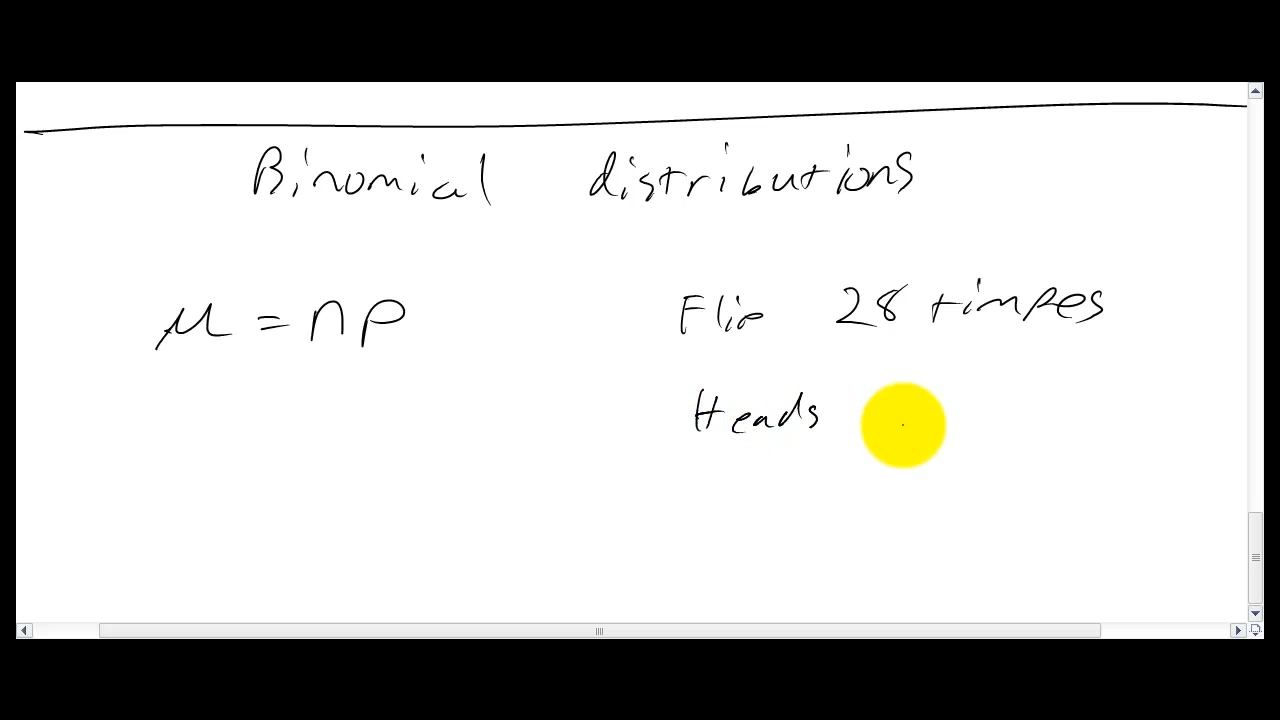 Binomial distributions
μ = np
Flip 28 times
Heads